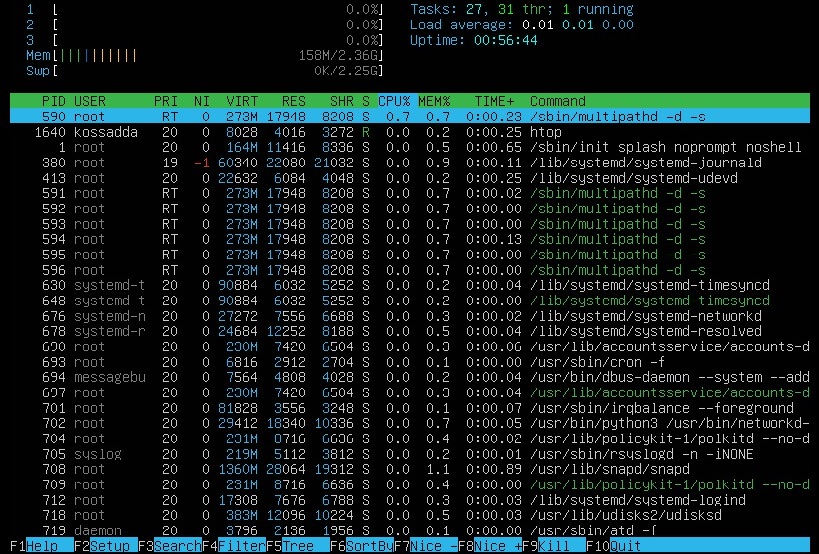 1 [ 0.0%] Tasks: 27, 31 thr; 1 running
2 [ 0.0%] Load average: 0.01 0.01 0.00
3 [ 0.0%] Uptime: 00:56:44
Mem[|||||||||||| 158M/2.36G]
Swp[ 0K/2.25G]
PID USER PRI NI VIRT RES SHR S CPU% MEM% TIME+ Command
590 root RT 0 273M 17948 8208 S 0.7 0.7 0:00.23 /sbin/multipathd -d -s
1640 kossadda 20 0 8028 4016 3272 R 0.0 0.2 0:00.25 htop
1 root 20 0 164M 11416 8336 S 0.0 0.5 0:00.65 /sbin/init splash noprompt noshell
380 root 19 -1 60340 22080 21032 S 0.0 0.9 0:00.11 /lib/systemd/systemd-journald
413 root 20 0 22632 6084 4048 S 0.0 0.2 0:00.25 /lib/systemd/systemd-udevd
591 root RT 0 273M 17948 8208 S 0.0 0.7 0:00.02 /sbin/multipathd -d -s
592 root RT 0 273M 17948 8208 S 0.0 0.7 0:00.00 /sbin/multipathd -d -s
593 root RT 0 273M 17948 8208 S 0.0 0.7 0:00.00 /sbin/multipathd -d -s
594 root RT 0 273M 17948 8208 S 0.0 0.7 0:00.13 /sbin/multipathd -d -s
595 root RT 0 273M 17948 8208 S 0.0 0.7 0:00.00 /sbin/multipathd -d -s
596 root RT 0 273M 17948 8208 S 0.0 0.7 0:00.00 /sbin/multipathd -d -s
630 systemd-t 20 0 90884 6032 5252 S 0.0 0.2 0:00.04 /lib/systemd/systemd-timesyncd
648 systemd-t 20 0 90884 6032 5252 S 0.0 0.2 0:00.00 /lib/systemd/systemd-timesyncd
676 systemd-n 20 0 27272 7556 6688 S 0.0 0.3 0:00.02 /lib/systemd/systemd-networkd
678 systemd-r 20 0 24684 12252 8188 S 0.0 0.5 0:00.04 /lib/systemd/systemd-resolved
690 root 20 0 230M 7420 6504 S 0.0 0.3 0:00.06 /usr/lib/accountsservice/accounts-d
693 root 20 0 6816 2912 2704 S 0.0 0.1 0:00.00 /usr/sbin/cron -f
694 messagebu 20 0 7564 4808 4028 S 0.0 0.2 0:00.04 /usr/bin/dbus-daemon --system --add
697 root 20 0 230M 7420 6504 S 0.0 0.3 0:00.04 /usr/lib/accountsservice/accounts-d
701 root 20 0 81828 3556 3248 S 0.0 0.1 0:00.07 /usr/sbin/irqbalance --foreground
702 root 20 0 29412 18340 10336 S 0.0 0.7 0:00.05 /usr/bin/python3 /usr/bin/networkd-
704 root 20 0 231M 8716 6636 S 0.0 0.4 0:00.02 /usr/lib/policykit-1/polkitd --no-d
705 syslog 20 0 219M 5112 3812 S 0.0 0.2 0:00.01 /usr/sbin/rsyslogd -n -iNONE
708 root 20 0 1360M 28064 19312 S 0.0 1.1 0:00.89 /usr/lib/snapd/snapd
709 root 20 0 231M 8716 6636 S 0.0 0.4 0:00.00 /usr/lib/policykit-1/polkitd --no-d
712 root 20 0 17308 7676 6788 S 0.0 0.3 0:00.03 /lib/systemd/systemd-logind
718 root 20 0 383M 12096 10224 S 0.0 0.5 0:00.03 /usr/lib/udisks2/udisksd
719 daemon 20 0 3796 2136 1956 S 0.0 0.1 0:00.00 /usr/sbin/atd -f
F1Help F2Setup F3SearchF4FilterF5Tree F6SortByF7Nice -F8Nice +F9Kill F10Quit